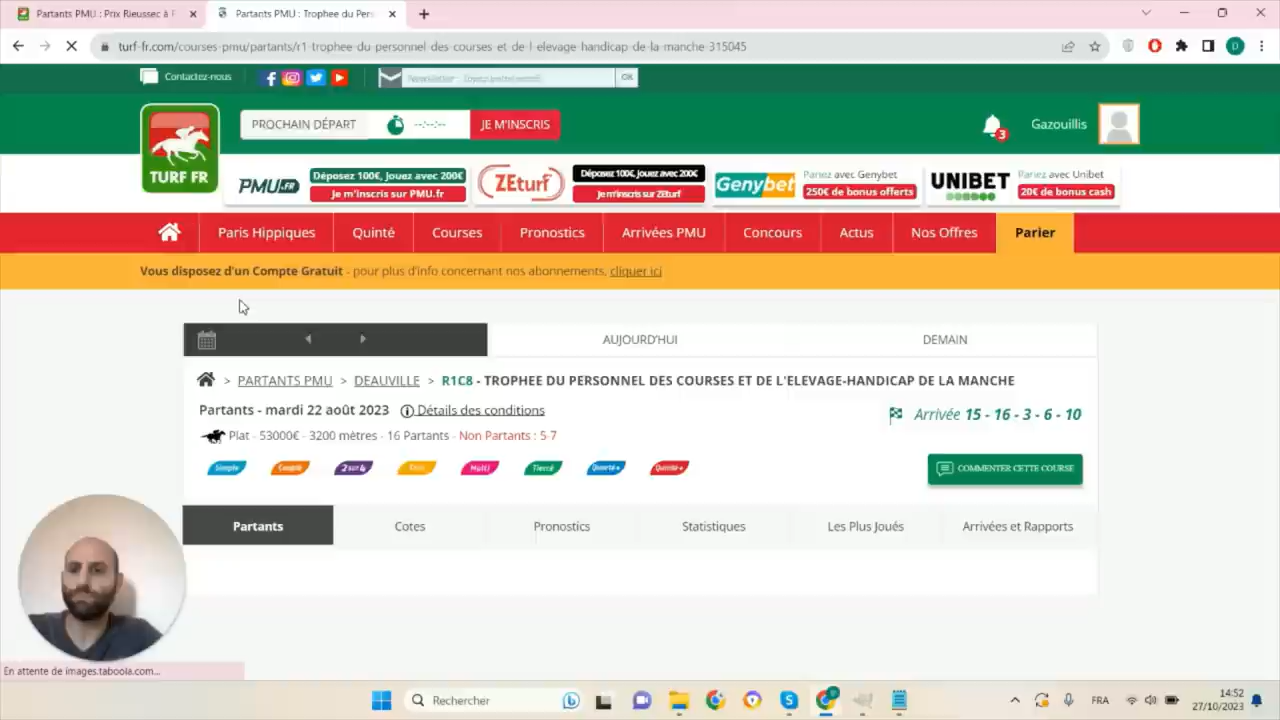 Partants PMU : Prix Rieussec à F
Partants PMU : Trophee du Pers
turf-fr.com/courses-pmu/partants/r1-trophee-du-personnel-des-courses-et-de-l-elevage-handicap-de-la-manche-315045
D
Contactez-nous
OK
PROCHAIN DÉPART --:--:-- JE M'INSCRIS
Gazouillis
3
TURF FR
PMU.FR Déposez 100€, Jouez avec 200€ Je m'inscris sur PMU.fr
ZEturf Déposez 100€, Jouez avec 200€ Je m'inscris sur ZEturf
Genybet Pariez avec Genybet 250€ de bonus offerts
UNIBET Pariez avec Unibet 20€ de bonus cash
Paris Hippiques Quinté Courses Pronostics Arrivées PMU Concours Actus Nos Offres Parier
Vous disposez d'un Compte Gratuit - pour plus d'info concernant nos abonnements, cliquer ici
AUJOURD'HUI DEMAIN
> PARTANTS PMU > DEAUVILLE > R1C8 - TROPHEE DU PERSONNEL DES COURSES ET DE L'ELEVAGE-HANDICAP DE LA MANCHE
Partants - mardi 22 août 2023 Détails des conditions
Arrivée 15 - 16 - 3 - 6 - 10
Plat - 53000€ - 3200 mètres - 16 Partants - Non Partants : 5-7
Simple Couplé 2sur4 Multi Tiercé Quarté+ Quinté+
COMMENTER CETTE COURSE
Partants Cotes Pronostics Statistiques Les Plus Joués Arrivées et Rapports
En attente de images.taboola.com...
Rechercher
FRA
14:52
27/10/2023